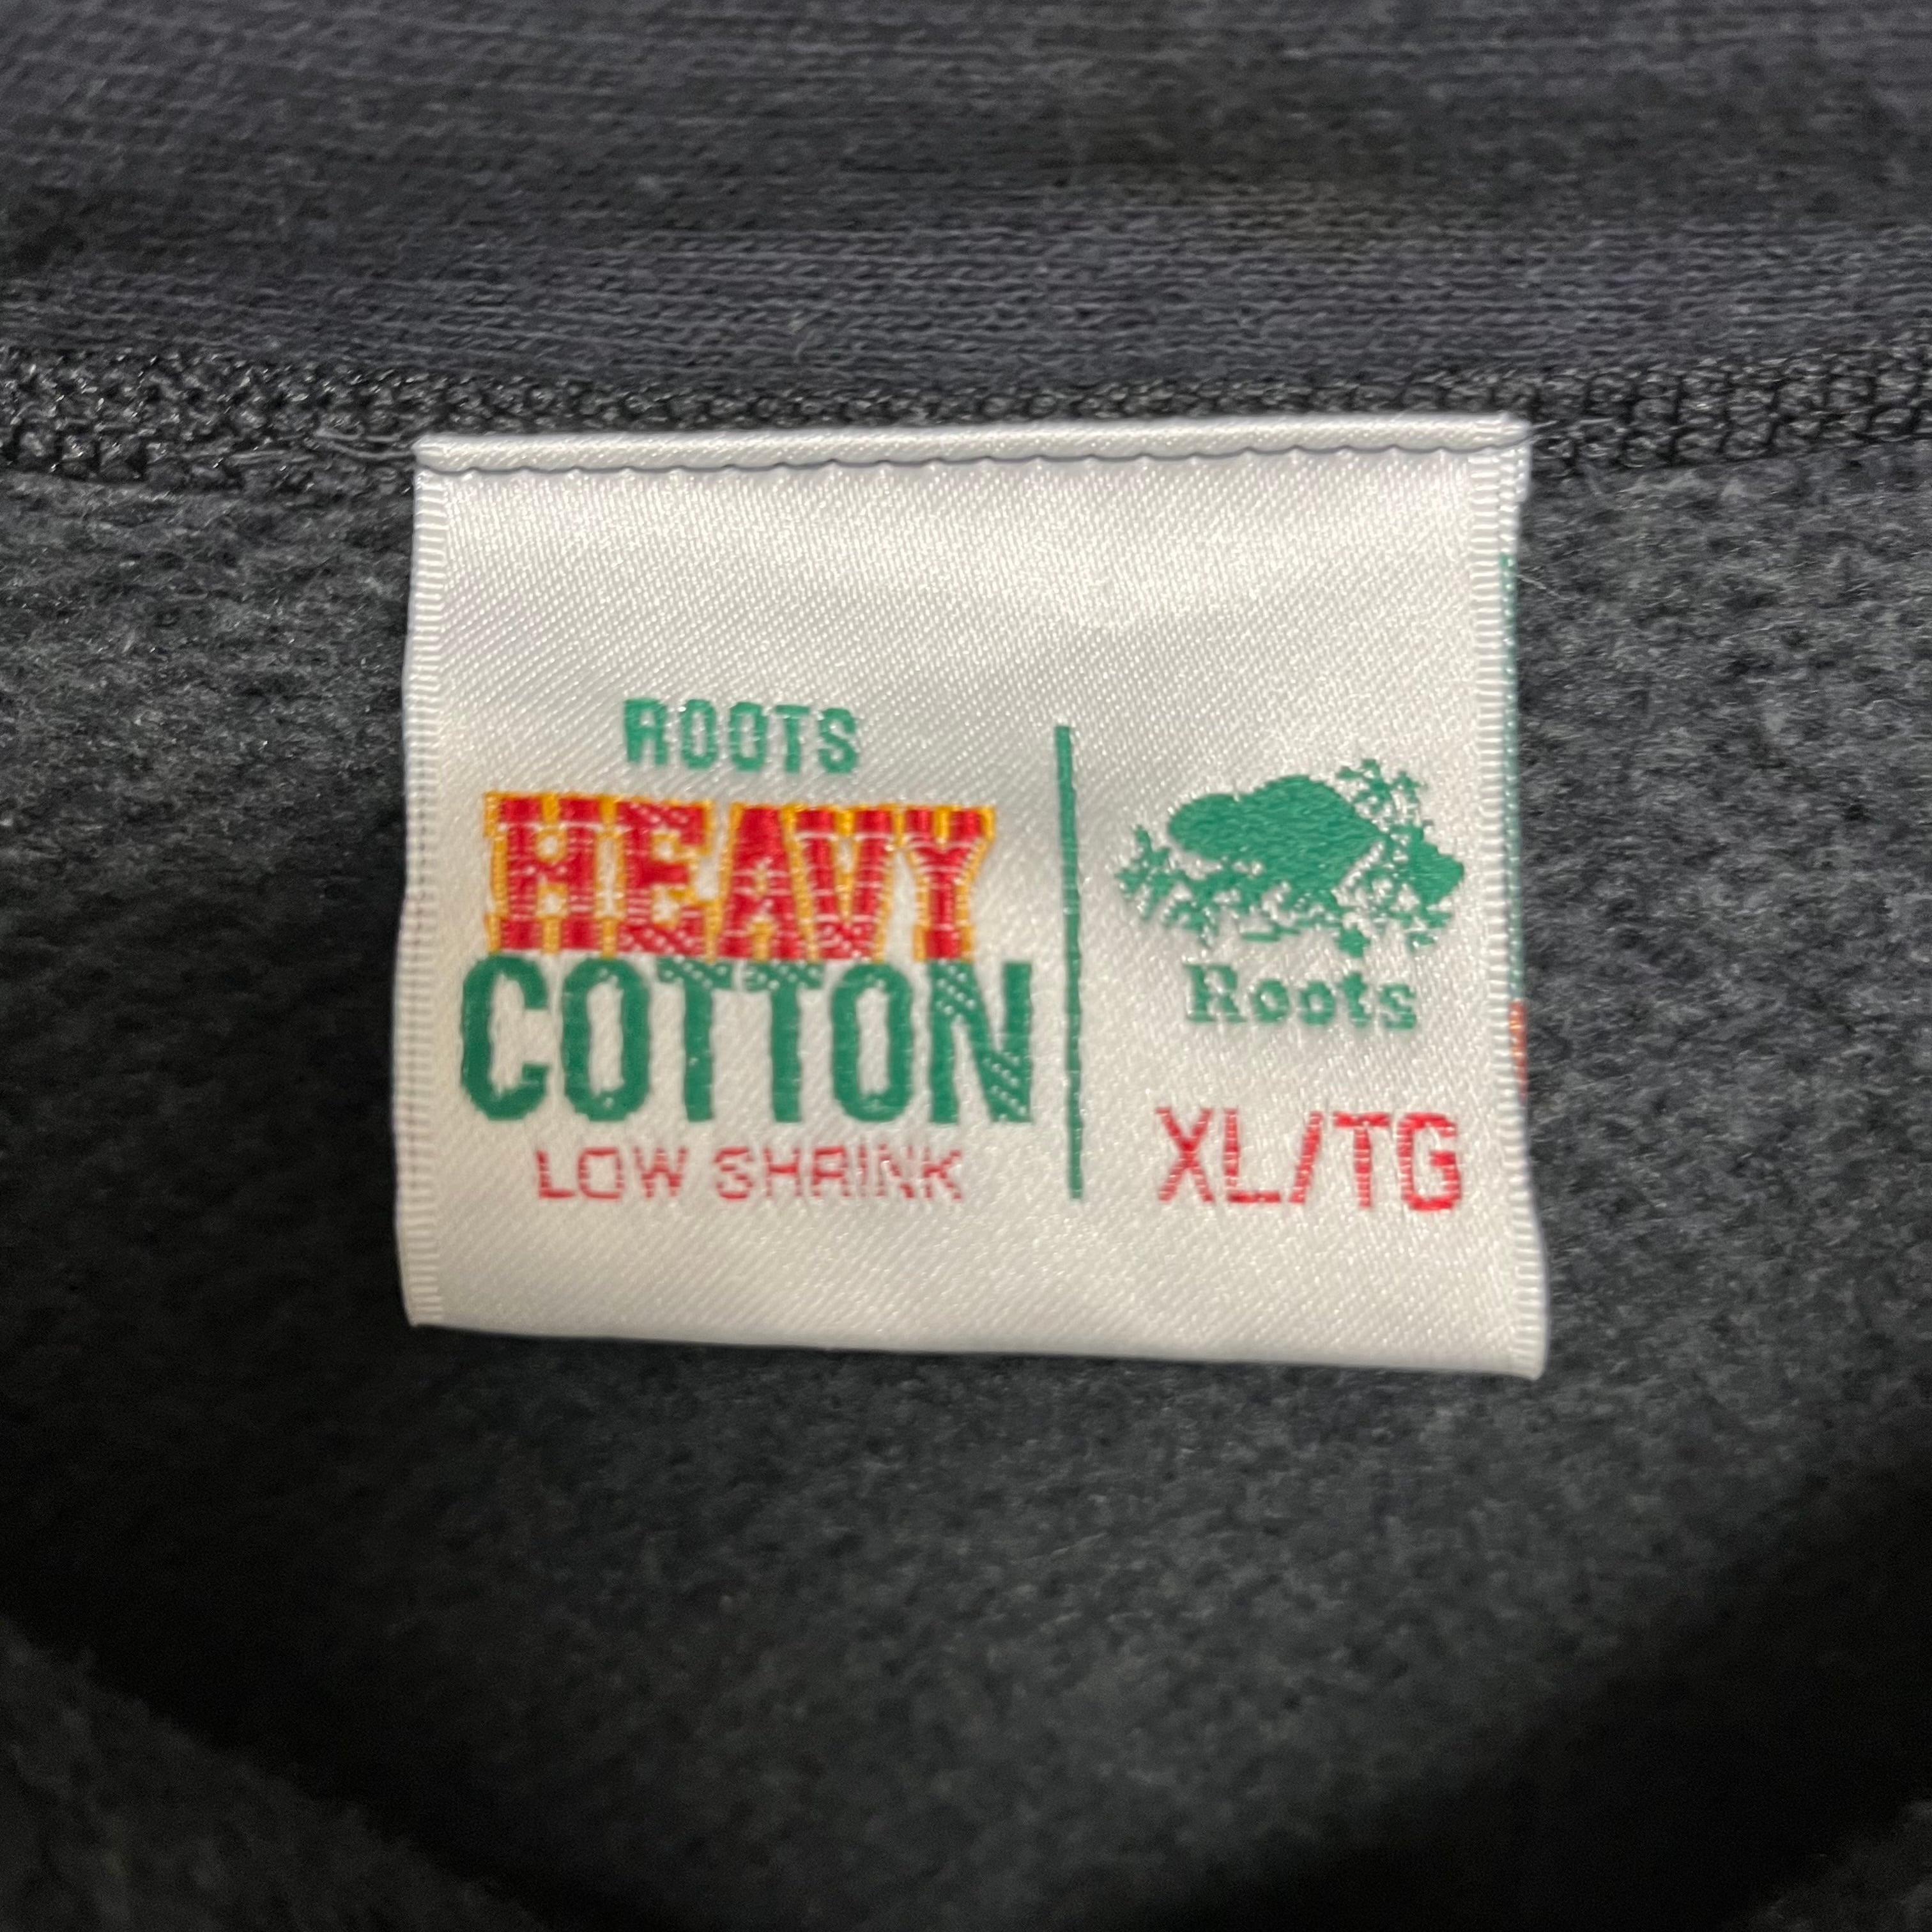 ROOTS
HEAVY
COTTON
LOW SHRINK
Roots
XL/TG